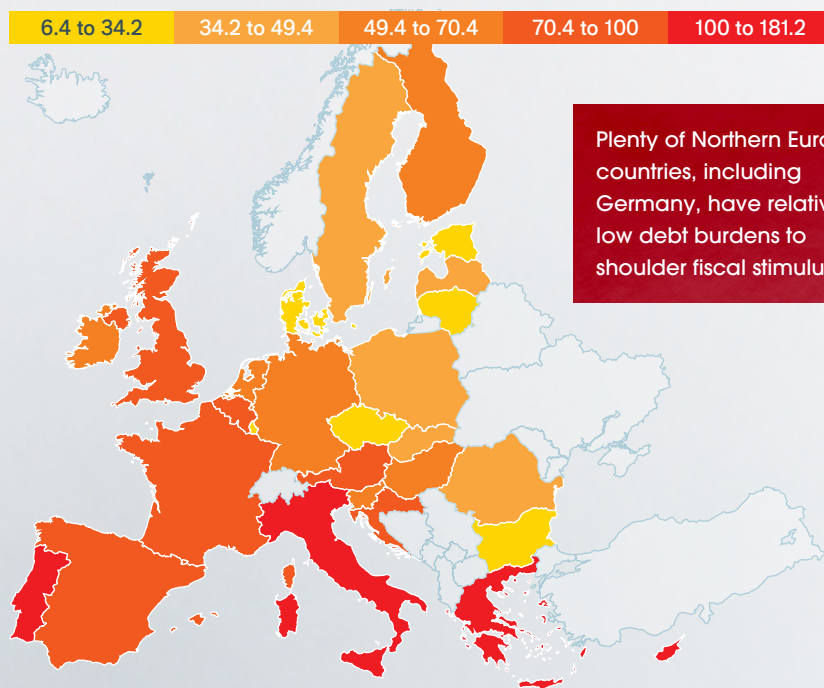 6.4 to 34.2 34.2 to 49.4 49.4 to 70.4 70.4 to 100 100 to 181.2
Plenty of Northern Euro
countries, including
Germany, have relativ
low debt burdens to
shoulder fiscal stimulu